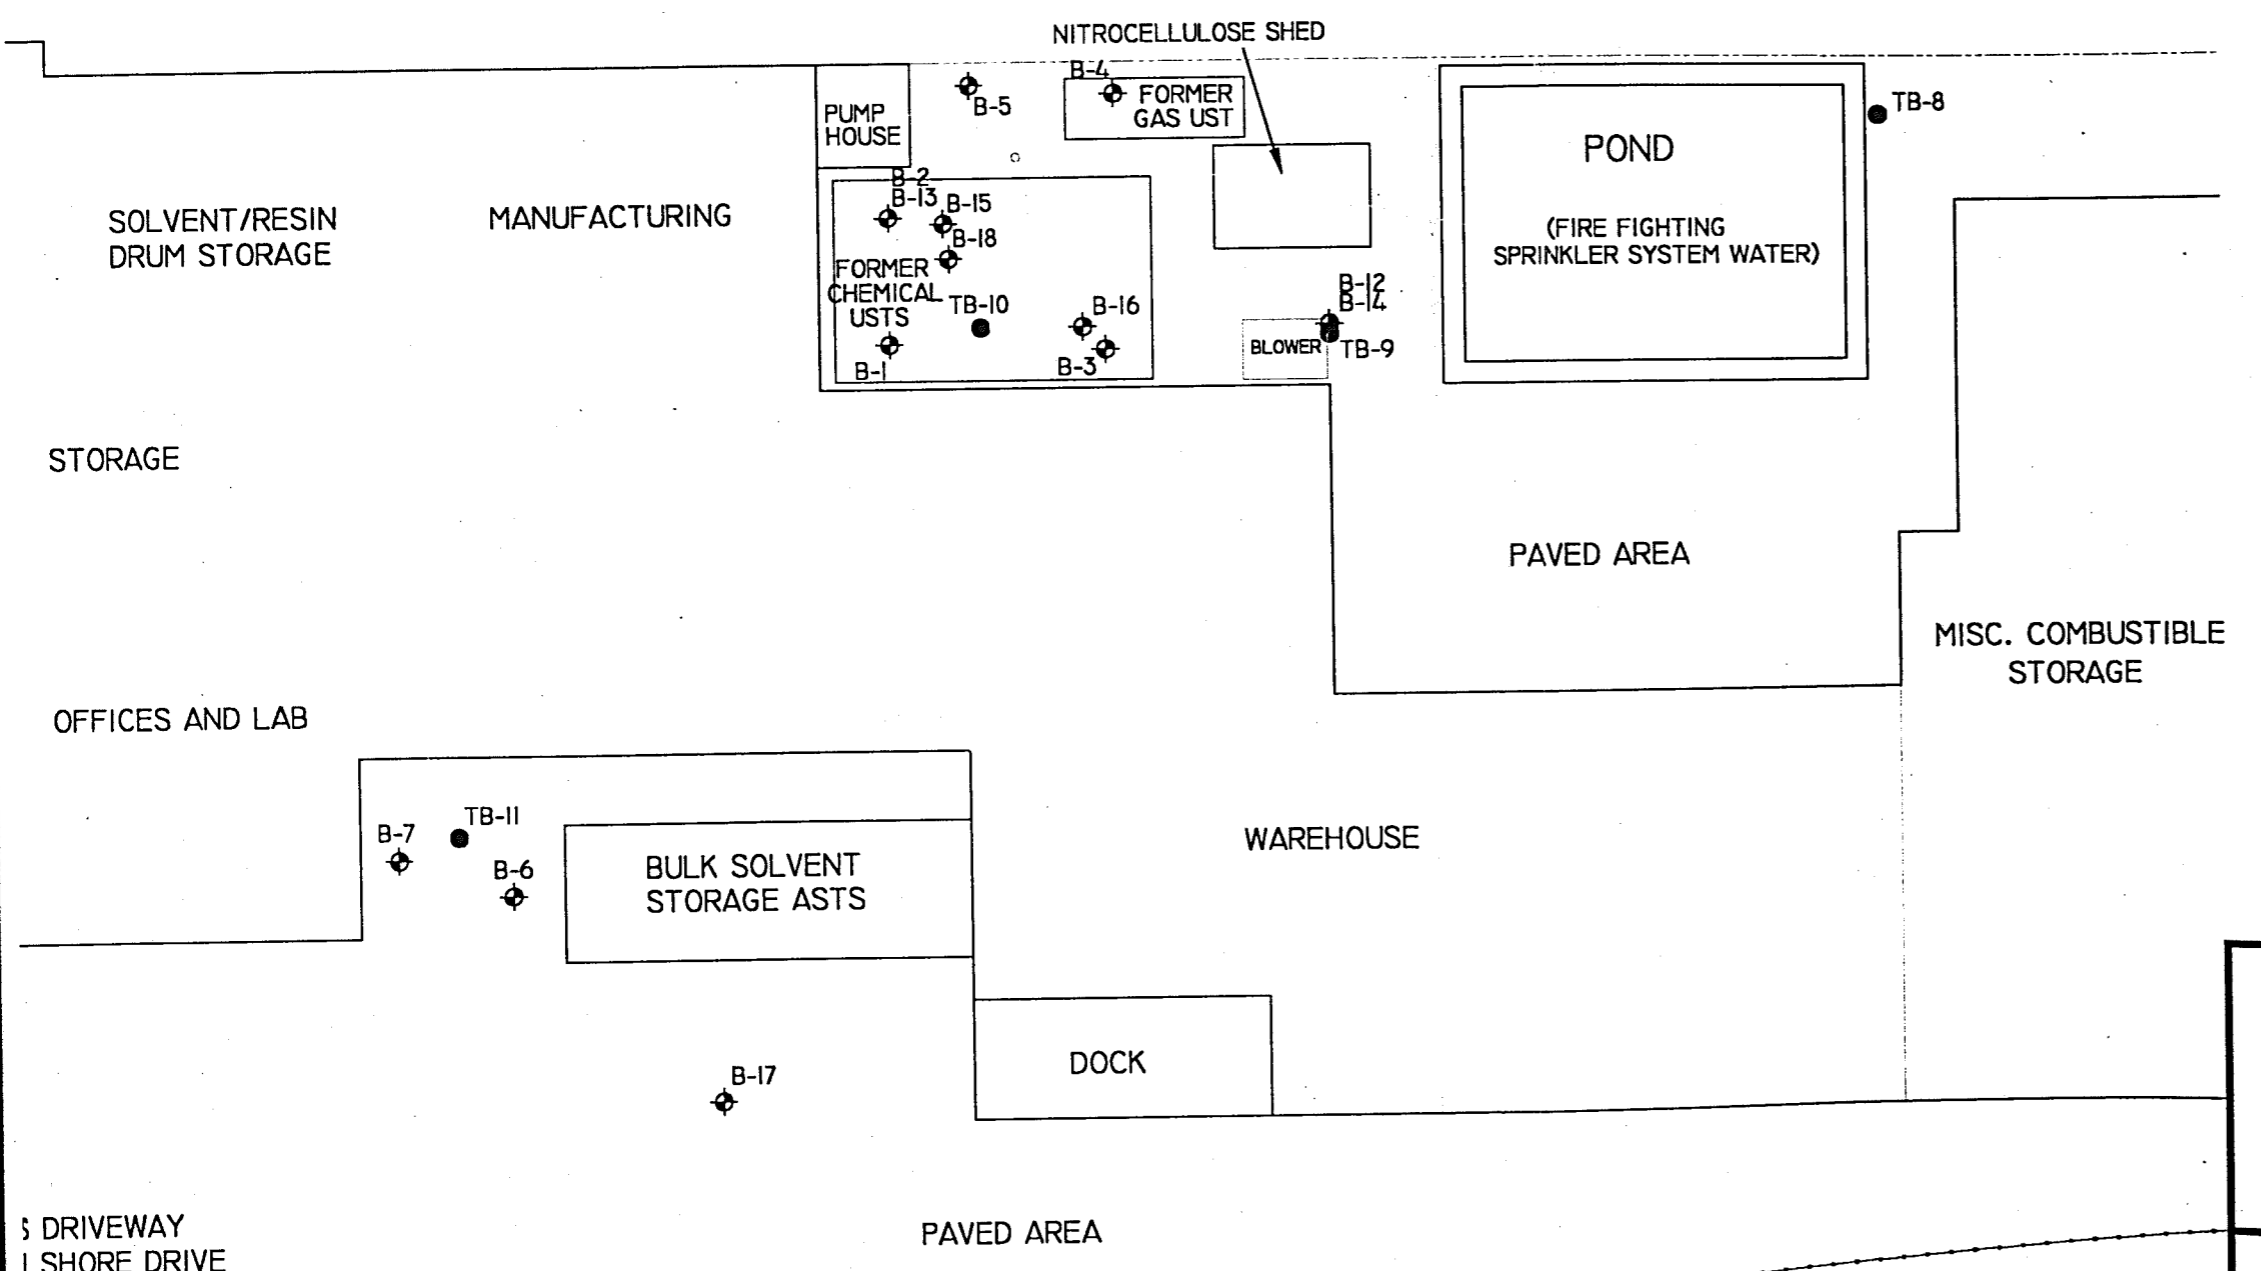 NITROCELLULOSE SHED
B-4
B-5
FORMER
GAS UST
PUMP
HOUSE
TB-8
POND
(FIRE FIGHTING
SPRINKLER SYSTEM WATER)
SOLVENT/RESIN
DRUM STORAGE
MANUFACTURING
B-2
B-13
B-15
B-18
FORMER
CHEMICAL
USTS
TB-10
B-16
B-1
B-3
B-12
B-14
BLOWER
TB-9
STORAGE
PAVED AREA
MISC. COMBUSTIBLE
STORAGE
OFFICES AND LAB
TB-11
B-7
B-6
BULK SOLVENT
STORAGE ASTS
WAREHOUSE
DOCK
B-17
DRIVEWAY
SHORE DRIVE
PAVED AREA